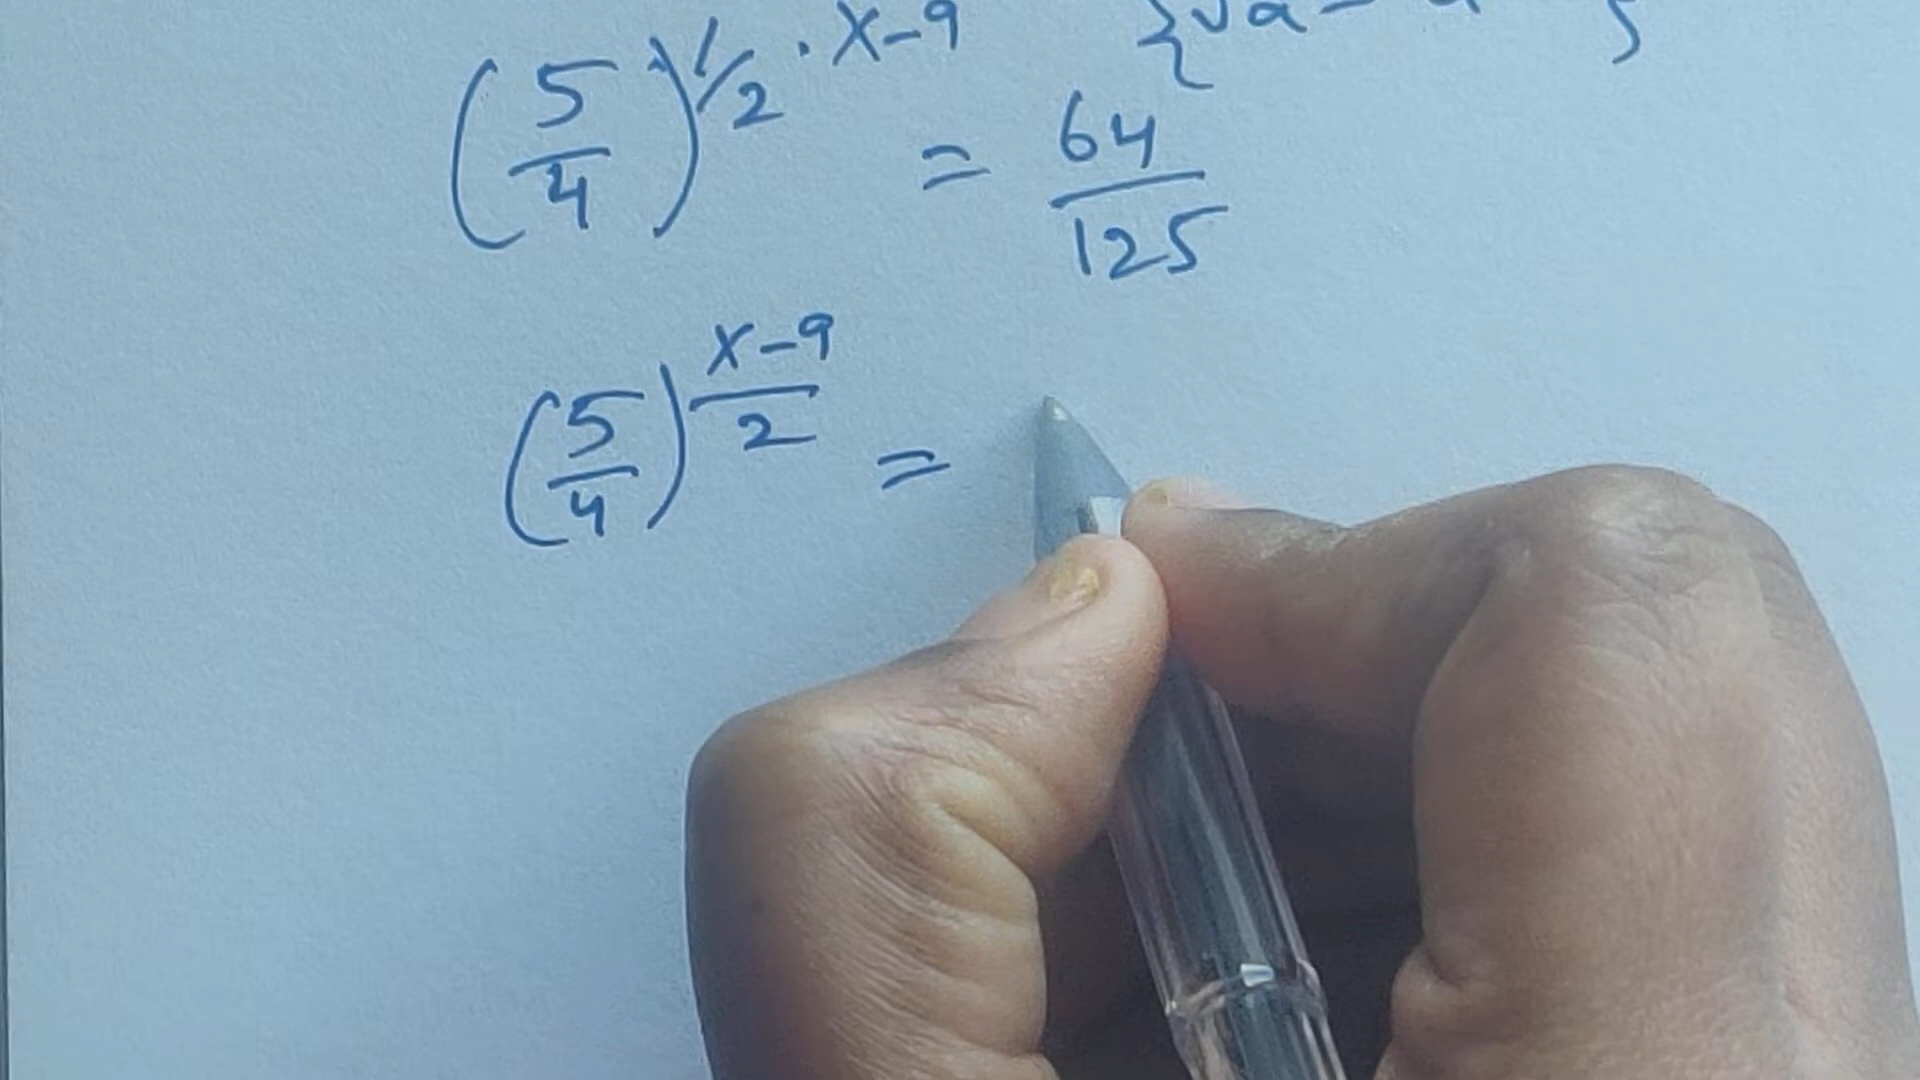 (5/4)^1/2 · x-9 = 64/125 {√a =
(5/4)^x-9/2 =